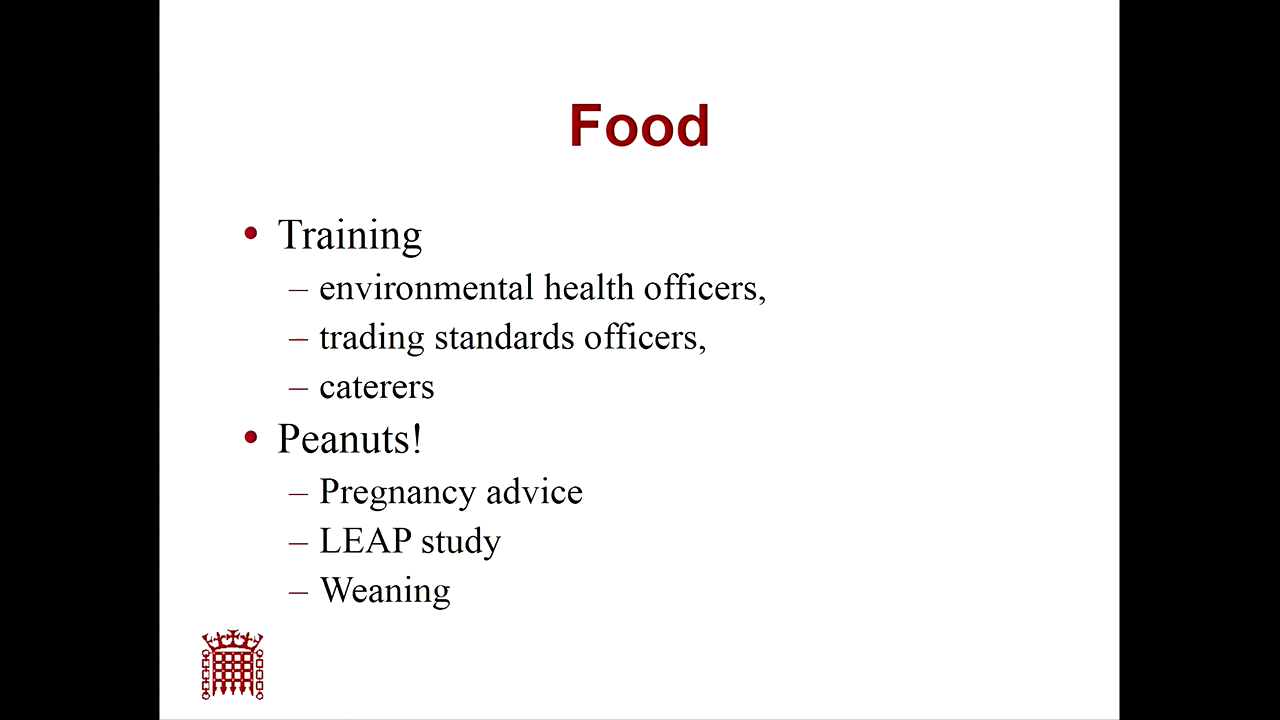 Food
• Training
– environmental health officers,
– trading standards officers,
– caterers
• Peanuts!
– Pregnancy advice
– LEAP study
– Weaning